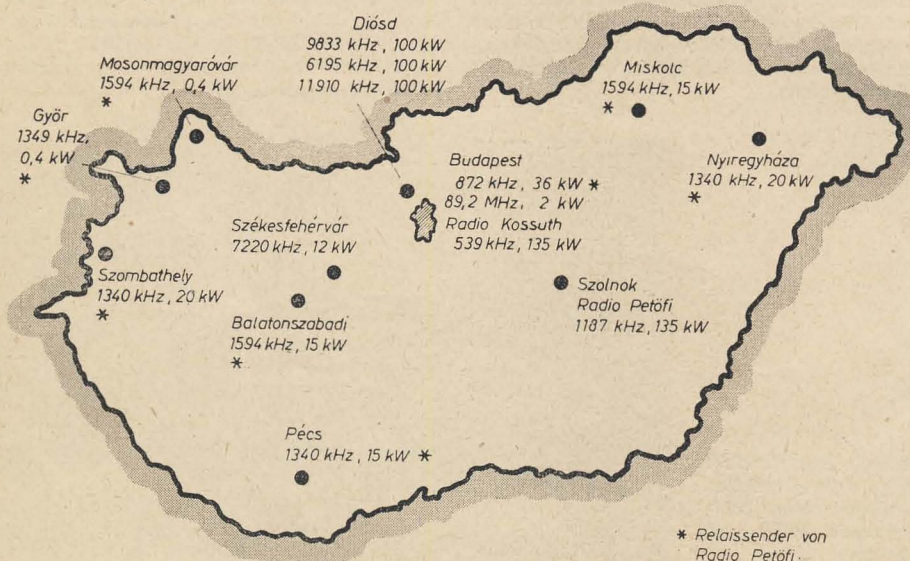 Diósd
9833 kHz, 100 kW
6195 kHz, 100 kW
11910 kHz, 100 kW
Mosonmagyaróvár
1594 kHz, 0,4 kW
*
Györ
1349 kHz,
0,4 kW
*
Miskolc
1594 kHz, 15 kW
*
Nyiregyháza
1340 kHz, 20 kW
*
Budapest
872 kHz, 36 kW *
89,2 MHz, 2 kW
Radio Kossuth
539 kHz, 135 kW
Székesfehérvár
7220 kHz, 12 kW
Szombathely
1340 kHz, 20 kW
*
Balatonszabadi
1594 kHz, 15 kW
*
Szolnok
Radio Petöfi
1187 kHz, 135 kW
Pécs
1340 kHz, 15 kW *
* Relaissender von
Radio Petöfi.